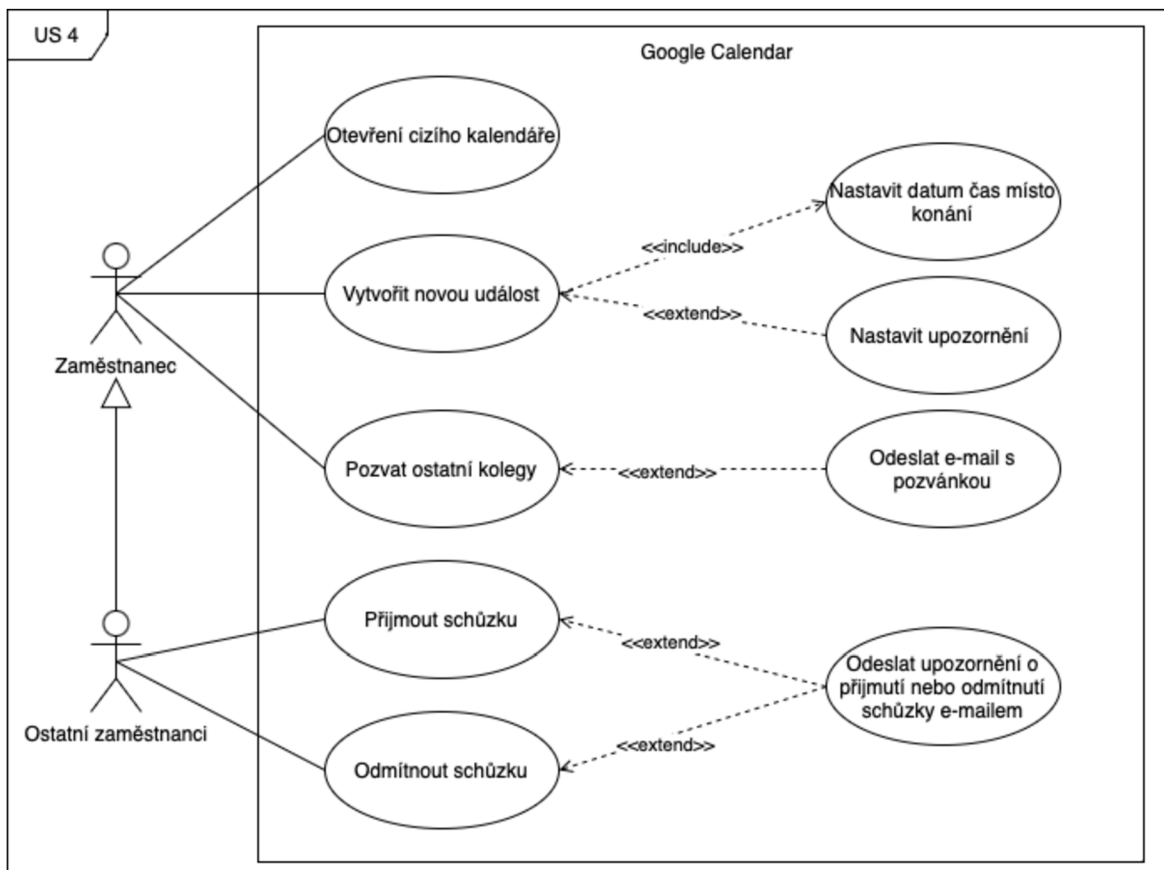 US 4
Google Calendar
Otevření cizího kalendáře
Nastavit datum čas místo
konání
<<include>>
Vytvořit novou událost
<<extend>>
Nastavit upozornění
Zaměstnanec
Pozvat ostatní kolegy
<<extend>>
Odeslat e-mail s
pozvánkou
Přijmout schůzku
<<extend>>
Odeslat upozornění o
přijmutí nebo odmítnutí
schůzky e-mailem
Ostatní zaměstnanci
<<extend>>
Odmítnout schůzku